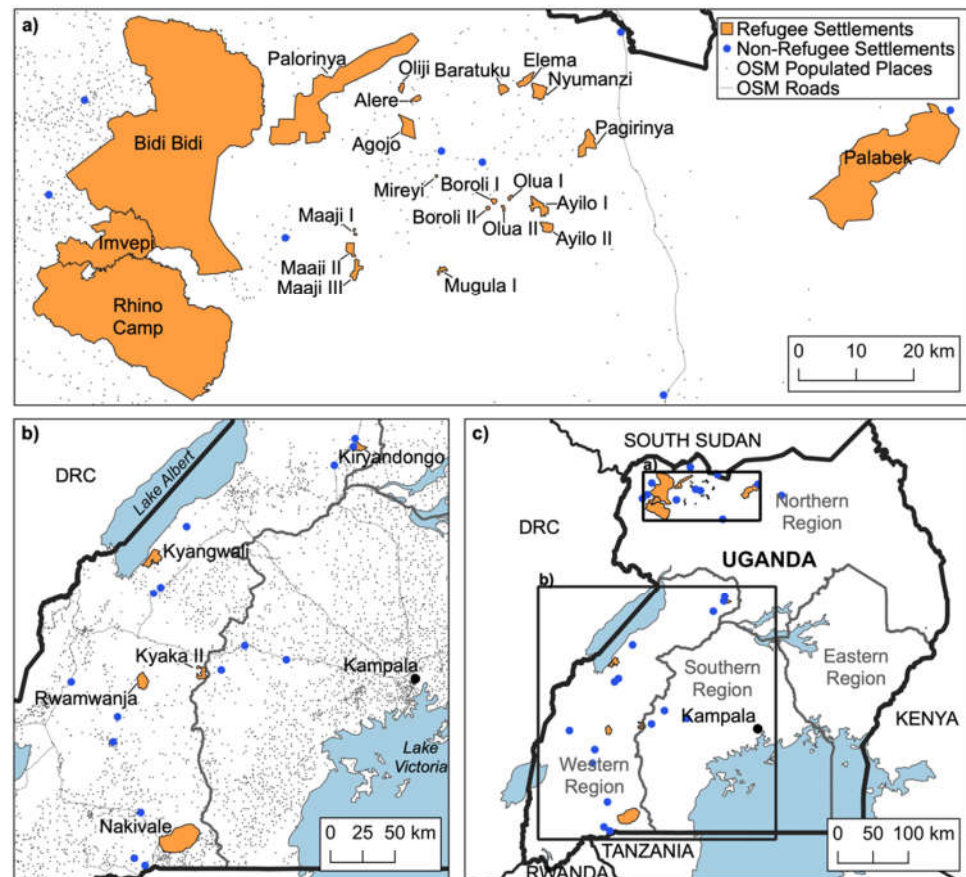 a)
Refugee Settlements
Non-Refugee Settlements
OSM Populated Places
OSM Roads
Palorinya
Oliji
Baratuku
Elema
Nyumanzi
Alere
Agojo
Pagirinya
Bidi Bidi
Palabek
Mireyi
Boroli I
Olua I
Ayilo I
Boroli II
Olua II
Ayilo II
Maaji I
Imvepi
Maaji II
Maaji III
Mugula I
Rhino
Camp
0 10 20 km
b)
DRC
Lake Albert
Kiryandongo
Kyangwali
Kyaka II
Rwamwanja
Kampala
Lake
Victoria
Nakivale
0 25 50 km
c)
SOUTH SUDAN
a)
Northern
Region
DRC
UGANDA
b)
Southern
Region
Eastern
Region
Kampala
KENYA
Western
Region
TANZANIA
RWANDA
0 50 100 km